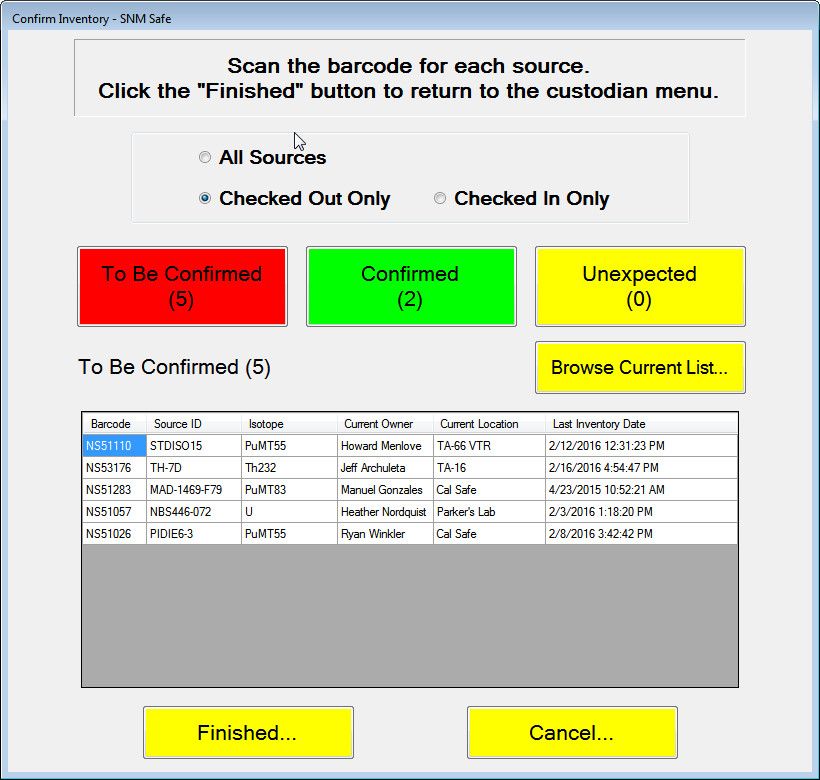 Confirm Inventory - SNM Safe
Scan the barcode for each source.
Click the "Finished" button to return to the custodian menu.
All Sources
Checked Out Only Checked In Only
To Be Confirmed Confirmed Unexpected
(5) (2) (0)
To Be Confirmed (5) Browse Current List...
Barcode Source ID Isotope Current Owner Current Location Last Inventory Date
NS51110 STDISO15 PuMT55 Howard Menlove TA-66 VTR 2/12/2016 12:31:23 PM
NS53176 TH-7D Th232 Jeff Archuleta TA-16 2/16/2016 4:54:47 PM
NS51283 MAD-1469-F79 PuMT83 Manuel Gonzales Cal Safe 4/23/2015 10:52:21 AM
NS51057 NBS446-072 U Heather Nordquist Parker's Lab 2/3/2016 1:18:20 PM
NS51026 PIDIE6-3 PuMT55 Ryan Winkler Cal Safe 2/8/2016 3:42:42 PM
Finished... Cancel...